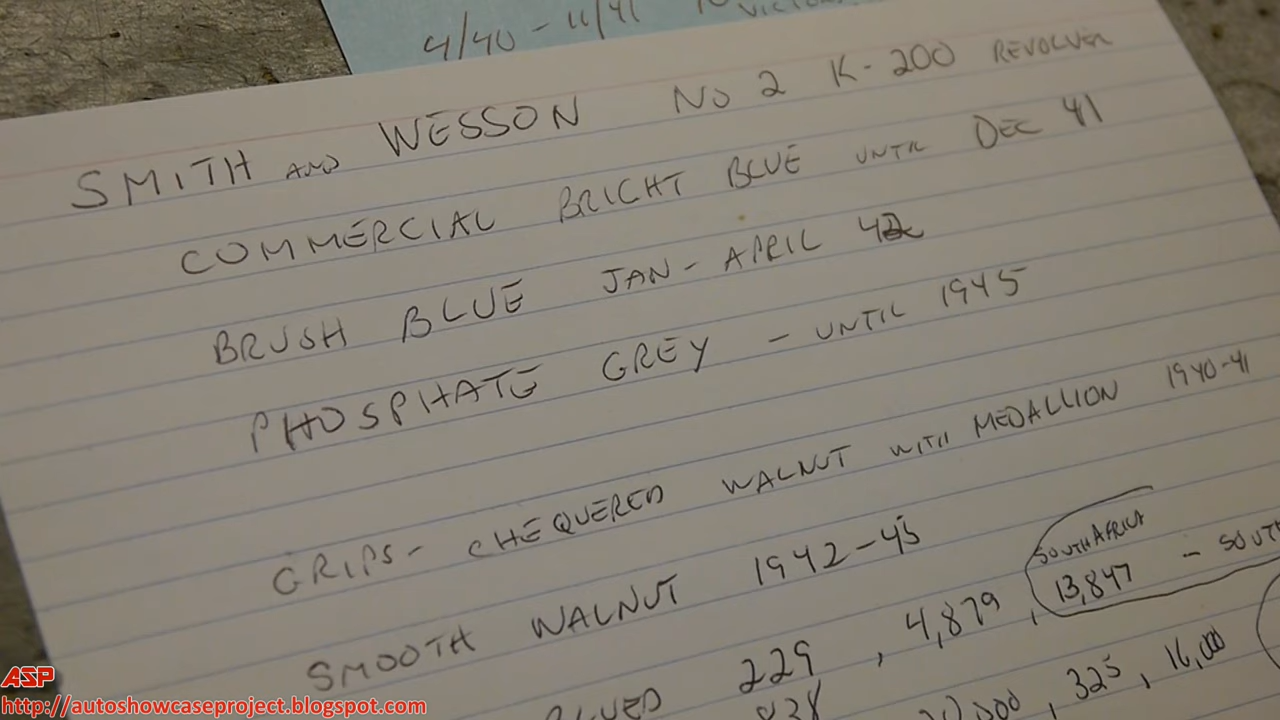 4/40 - 11/41
SMITH AND WESSON NO 2 K-200 REVOLVER
COMMERCIAL BRIGHT BLUE UNTIL DEC 41
BRUSH BLUE JAN - APRIL 42
PHOSPHATE GREY - UNTIL 1945
GRIPS - CHEQUERED WALNUT WITH MEDALLION 1940-41
SMOOTH WALNUT 1942-45
SOUTH AFRICA
229, 4,879, 13,847 - SOUTH
325, 16,000
ASP
http://autoshowcaseproject.blogspot.com